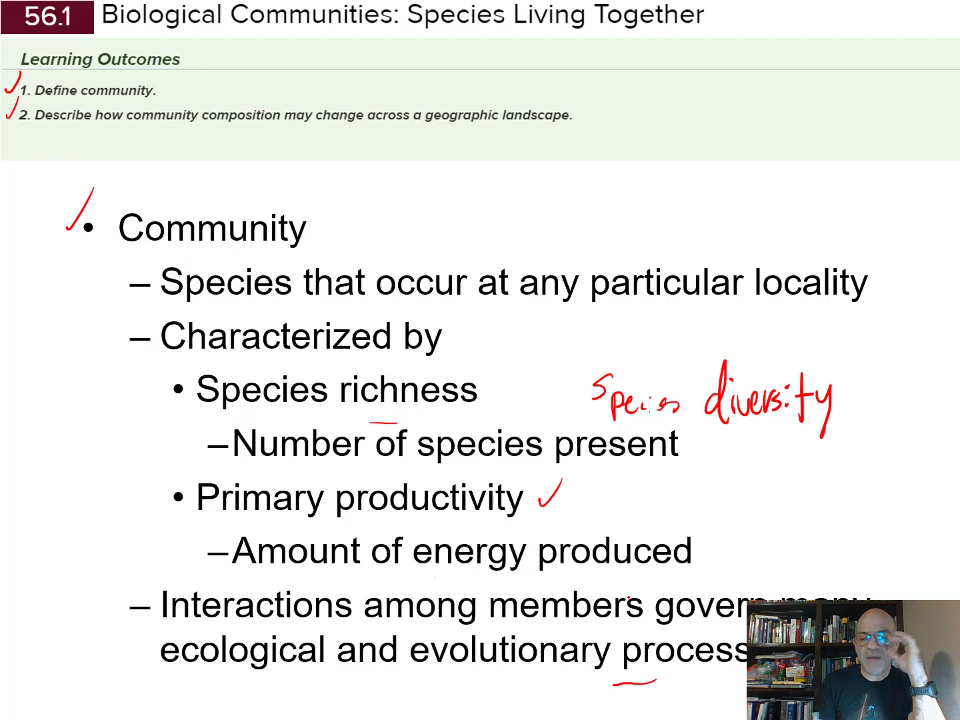 56.1 Biological Communities: Species Living Together
Learning Outcomes
1. Define community.
2. Describe how community composition may change across a geographic landscape.
• Community
– Species that occur at any particular locality
– Characterized by
• Species richness
species diversity
–Number of species present
• Primary productivity
–Amount of energy produced
– Interactions among members govern many
ecological and evolutionary process